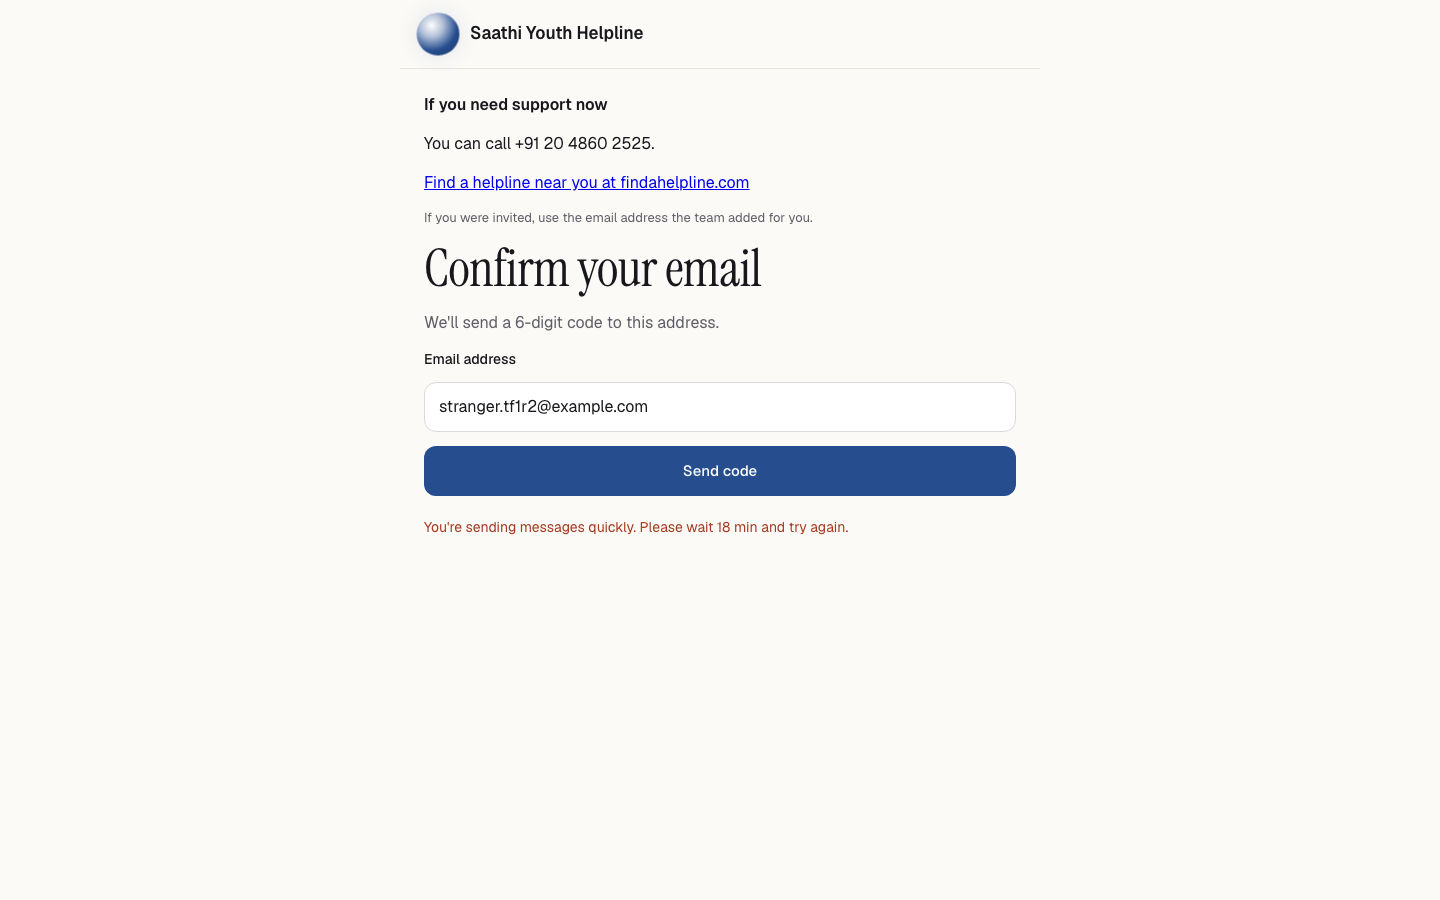 Saathi Youth Helpline
If you need support now
You can call +91 20 4860 2525.
Find a helpline near you at findahelpline.com
If you were invited, use the email address the team added for you.
Confirm your email
We'll send a 6-digit code to this address.
Email address
stranger.tf1r2@example.com
Send code
You're sending messages quickly. Please wait 18 min and try again.